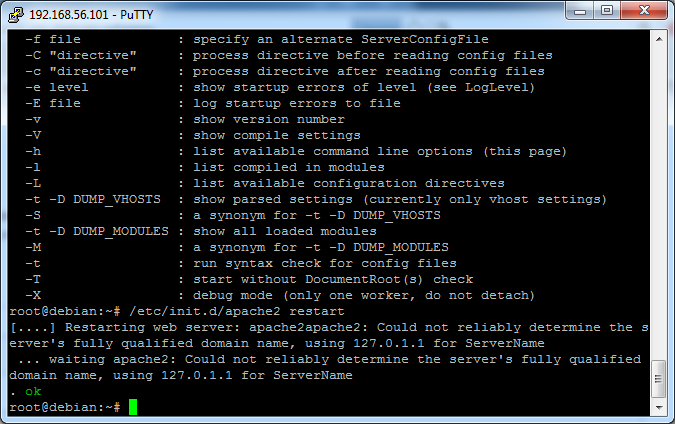 192.168.56.101 - PuTTY
-f file : specify an alternate ServerConfigFile
-C "directive" : process directive before reading config files
-c "directive" : process directive after reading config files
-e level : show startup errors of level (see LogLevel)
-E file : log startup errors to file
-v : show version number
-V : show compile settings
-h : list available command line options (this page)
-l : list compiled in modules
-L : list available configuration directives
-t -D DUMP_VHOSTS : show parsed settings (currently only vhost settings)
-S : a synonym for -t -D DUMP_VHOSTS
-t -D DUMP_MODULES : show all loaded modules
-M : a synonym for -t -D DUMP_MODULES
-t : run syntax check for config files
-T : start without DocumentRoot(s) check
-X : debug mode (only one worker, do not detach)
root@debian:~# /etc/init.d/apache2 restart
[....] Restarting web server: apache2apache2: Could not reliably determine the s
erver's fully qualified domain name, using 127.0.1.1 for ServerName
... waiting apache2: Could not reliably determine the server's fully qualified
domain name, using 127.0.1.1 for ServerName
. ok
root@debian:~#